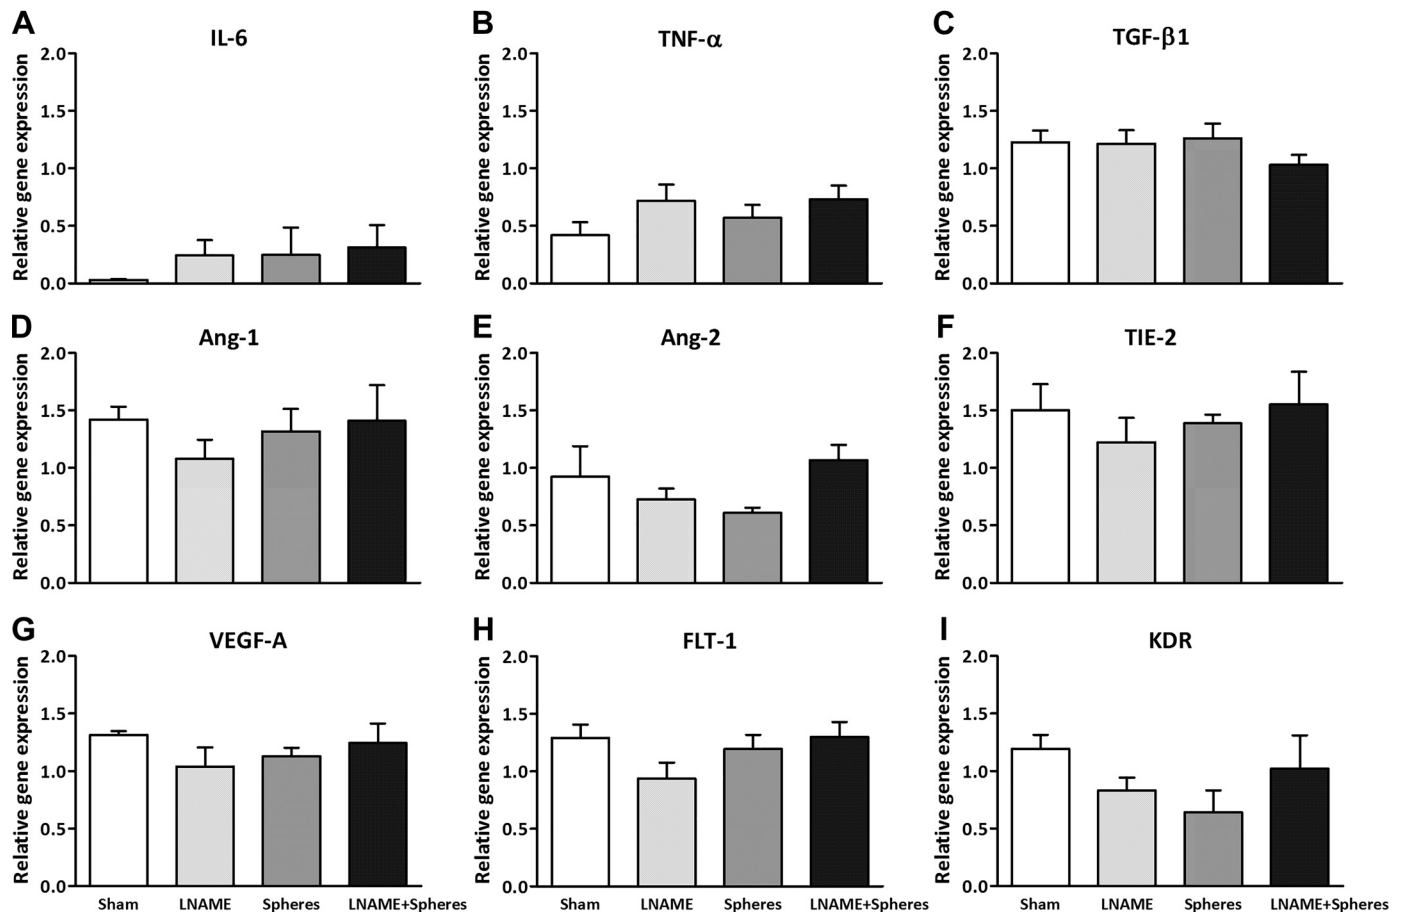 A
IL-6
Relative gene expression
2.0
1.5
1.0
0.5
0.0
B
TNF-α
Relative gene expression
2.0
1.5
1.0
0.5
0.0
C
TGF-β1
Relative gene expression
2.0
1.5
1.0
0.5
0.0
D
Ang-1
Relative gene expression
2.0
1.5
1.0
0.5
0.0
E
Ang-2
Relative gene expression
2.0
1.5
1.0
0.5
0.0
F
TIE-2
Relative gene expression
2.0
1.5
1.0
0.5
0.0
G
VEGF-A
Relative gene expression
2.0
1.5
1.0
0.5
0.0
Sham LNAME Spheres LNAME+Spheres
H
FLT-1
Relative gene expression
2.0
1.5
1.0
0.5
0.0
Sham LNAME Spheres LNAME+Spheres
I
KDR
Relative gene expression
2.0
1.5
1.0
0.5
0.0
Sham LNAME Spheres LNAME+Spheres